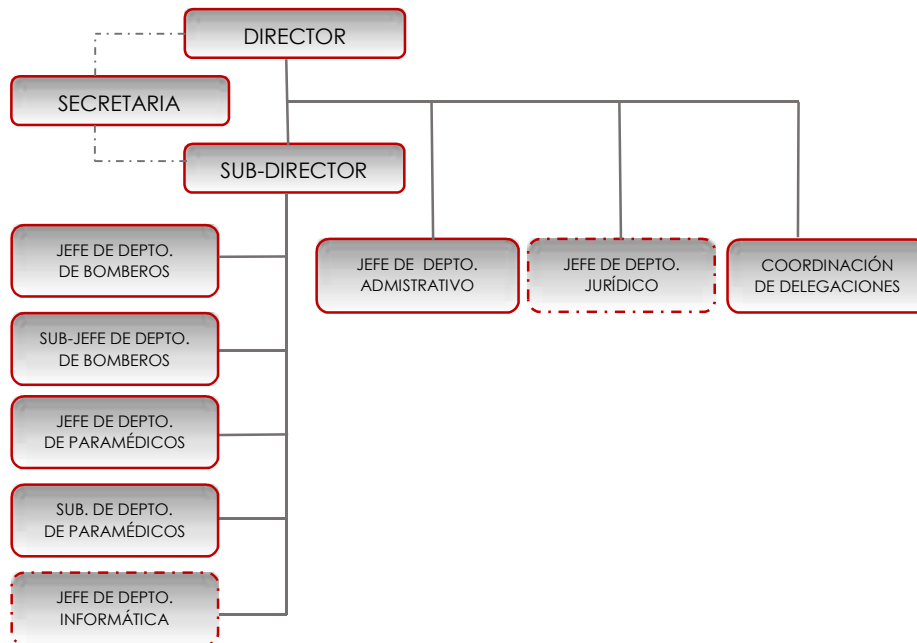 DIRECTOR
SECRETARIA
SUB-DIRECTOR
JEFE DE DEPTO.
DE BOMBEROS
JEFE DE DEPTO.
ADMISTRATIVO
JEFE DE DEPTO.
JURÍDICO
COORDINACIÓN
DE DELEGACIONES
SUB-JEFE DE DEPTO.
DE BOMBEROS
JEFE DE DEPTO.
DE PARAMÉDICOS
SUB. DE DEPTO.
DE PARAMÉDICOS
JEFE DE DEPTO.
INFORMÁTICA